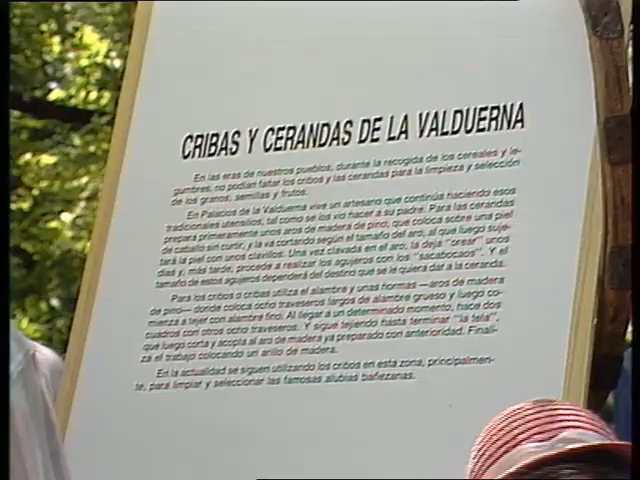 CRIBAS Y CERANDAS DE LA VALDUERNA
En las eras de nuestros pueblos, durante la recogida de los cereales y le-
gumbres, no podían faltar los cribos y las cerandas para la limpieza y selección
de los granos, semillas y frutos.
En Palacios de la Valduerna vive un artesano que continúa haciendo esos
tradicionales utensilios, tal como se los vio hacer a su padre. Para las cerandas
prepara primeramente unos aros de madera de pino, que coloca sobre una piel
de caballo sin curtir, y la va cortando según el tamaño del aro, al que luego suje-
tará la piel con unos clavillos. Una vez clavada en el aro, la deja "crear" unos
días y, más tarde, procede a realizar los agujeros con los "sacabocaos". Y el
tamaño de estos agujeros dependerá del destino que se le quiera dar a la ceranda.
Para los cribos o cribas utiliza el alambre y unas hormas —aros de madera
de pino— donde coloca ocho traveseros largos de alambre grueso y luego co-
mienza a tejer con alambre fino. Al llegar a un determinado momento, hace dos
cuadros con otros ocho traveseros. Y sigue tejiendo hasta terminar "la tela",
que luego corta y acopla al aro de madera ya preparado con anterioridad. Finali-
za el trabajo colocando un arillo de madera.
En la actualidad se siguen utilizando los cribos en esta zona, principalmen-
te, para limpiar y seleccionar las famosas alubias bañezanas.